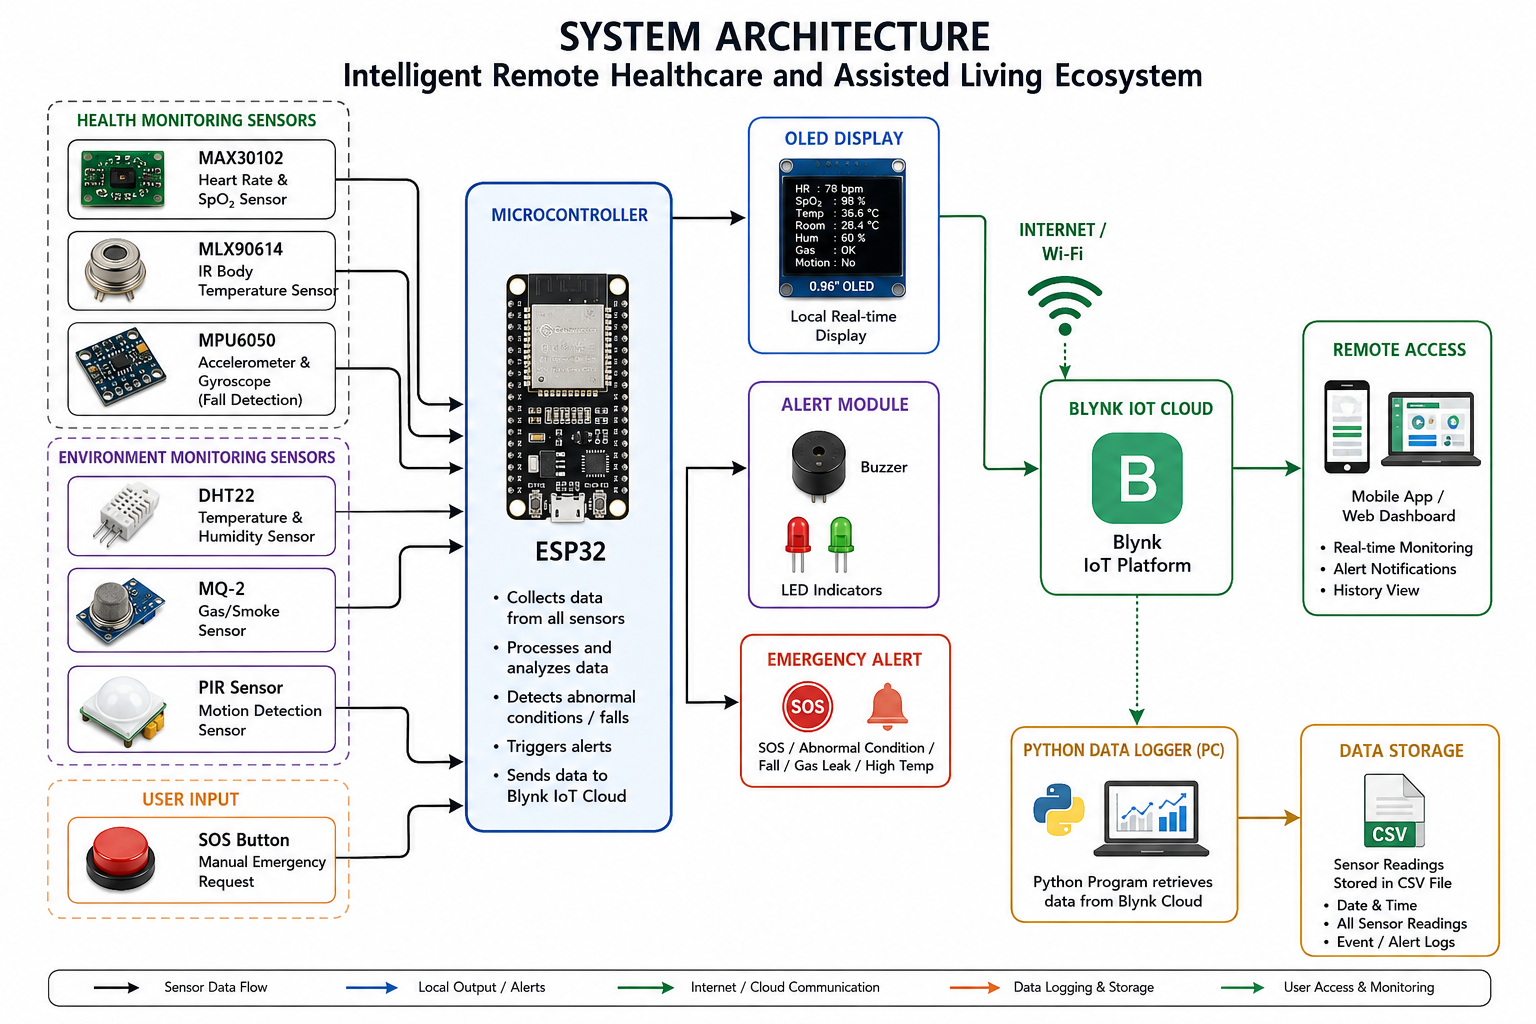 SYSTEM ARCHITECTURE
Intelligent Remote Healthcare and Assisted Living Ecosystem
HEALTH MONITORING SENSORS
MAX30102
Heart Rate &
SpO₂ Sensor
MLX90614
IR Body
Temperature Sensor
MPU6050
Accelerometer &
Gyroscope
(Fall Detection)
ENVIRONMENT MONITORING SENSORS
DHT22
Temperature &
Humidity Sensor
MQ-2
Gas/Smoke
Sensor
PIR Sensor
Motion Detection
Sensor
USER INPUT
SOS Button
Manual Emergency
Request
MICROCONTROLLER
ESP32
• Collects data
from all sensors
• Processes and
analyzes data
• Detects abnormal
conditions / falls
• Triggers alerts
• Sends data to
Blynk IoT Cloud
OLED DISPLAY
HR : 78 bpm
SpO₂ : 98 %
Temp : 36.6 °C
Room : 28.4 °C
Hum : 60 %
Gas : OK
Motion : No
0.96" OLED
Local Real-time
Display
ALERT MODULE
Buzzer
LED Indicators
EMERGENCY ALERT
SOS
SOS / Abnormal Condition /
Fall / Gas Leak / High Temp
INTERNET /
Wi-Fi
BLYNK IOT CLOUD
B
Blynk
IoT Platform
REMOTE ACCESS
Mobile App /
Web Dashboard
• Real-time Monitoring
• Alert Notifications
• History View
PYTHON DATA LOGGER (PC)
Python Program retrieves
data from Blynk Cloud
DATA STORAGE
CSV
Sensor Readings
Stored in CSV File
• Date & Time
• All Sensor Readings
• Event / Alert Logs
Sensor Data Flow
Local Output / Alerts
Internet / Cloud Communication
Data Logging & Storage
User Access & Monitoring